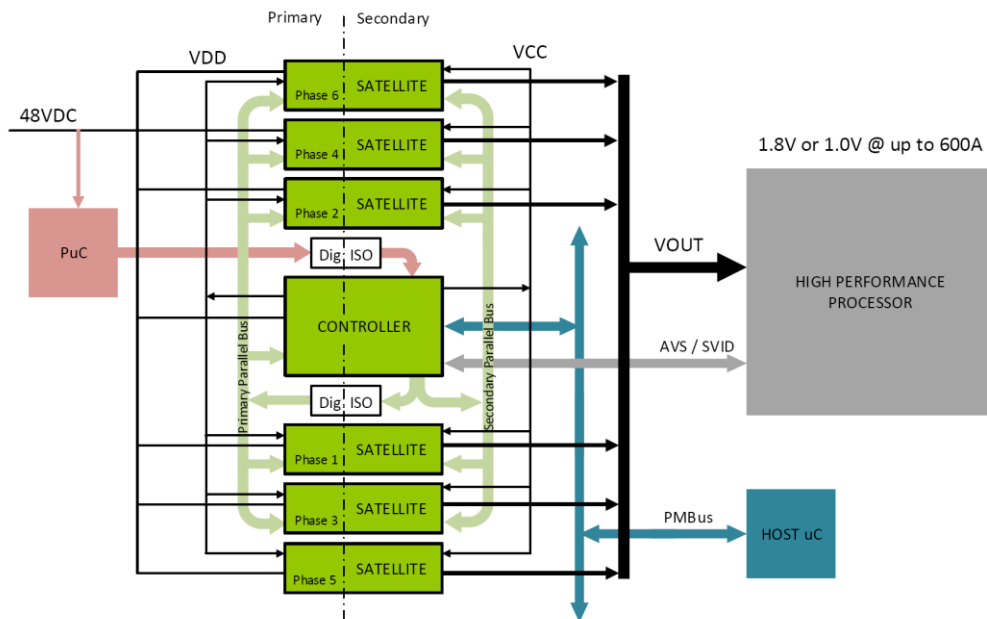 Primary
Secondary
VDD
VCC
Phase 6
SATELLITE
48VDC
Phase 4
SATELLITE
1.8V or 1.0V @ up to 600A
Phase 2
SATELLITE
PuC
Dig. ISO
VOUT
HIGH PERFORMANCE
PROCESSOR
CONTROLLER
Primary Parallel Bus
Secondary Parallel Bus
AVS / SVID
Dig. ISO
Phase 1
SATELLITE
Phase 3
SATELLITE
PMBus
HOST uC
Phase 5
SATELLITE